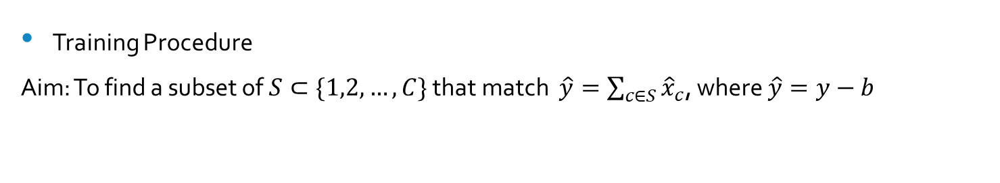 • Training Procedure
Aim: To find a subset of 𝑆 ⊂ {1,2, … , 𝐶} that match ŷ = ∑_{𝑐∈𝑆} x̂_𝑐, where ŷ = 𝑦 − 𝑏